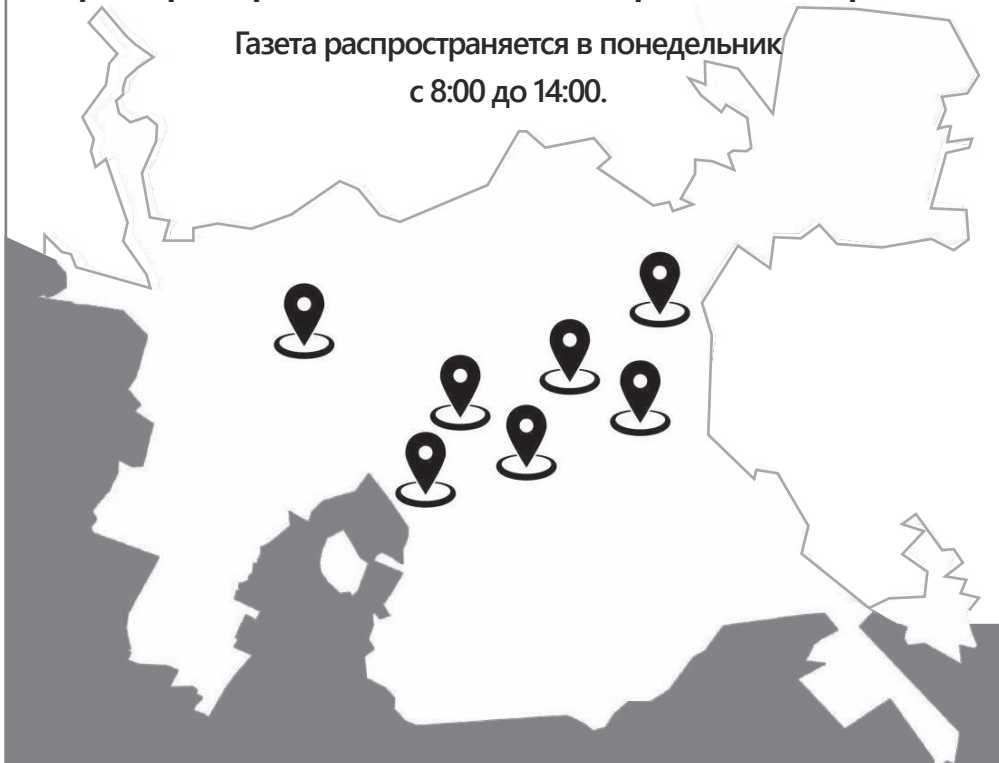 Газета распространяется в понедельник
с 8:00 до 14:00.